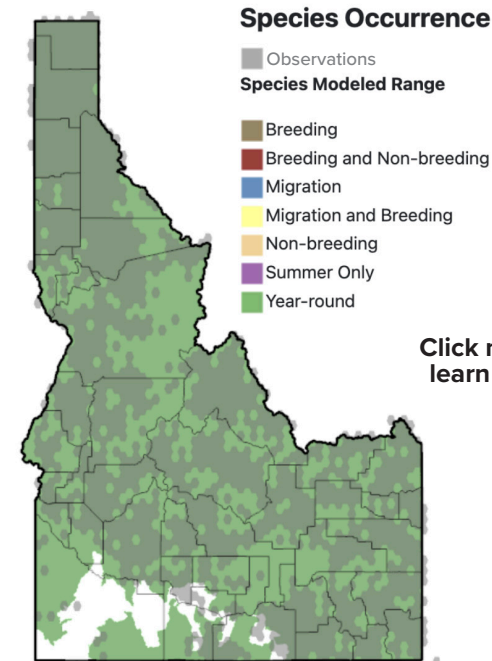 Species Occurrence
Observations
Species Modeled Range
Breeding
Breeding and Non-breeding
Migration
Migration and Breeding
Non-breeding
Summer Only
Year-round
Click
learn